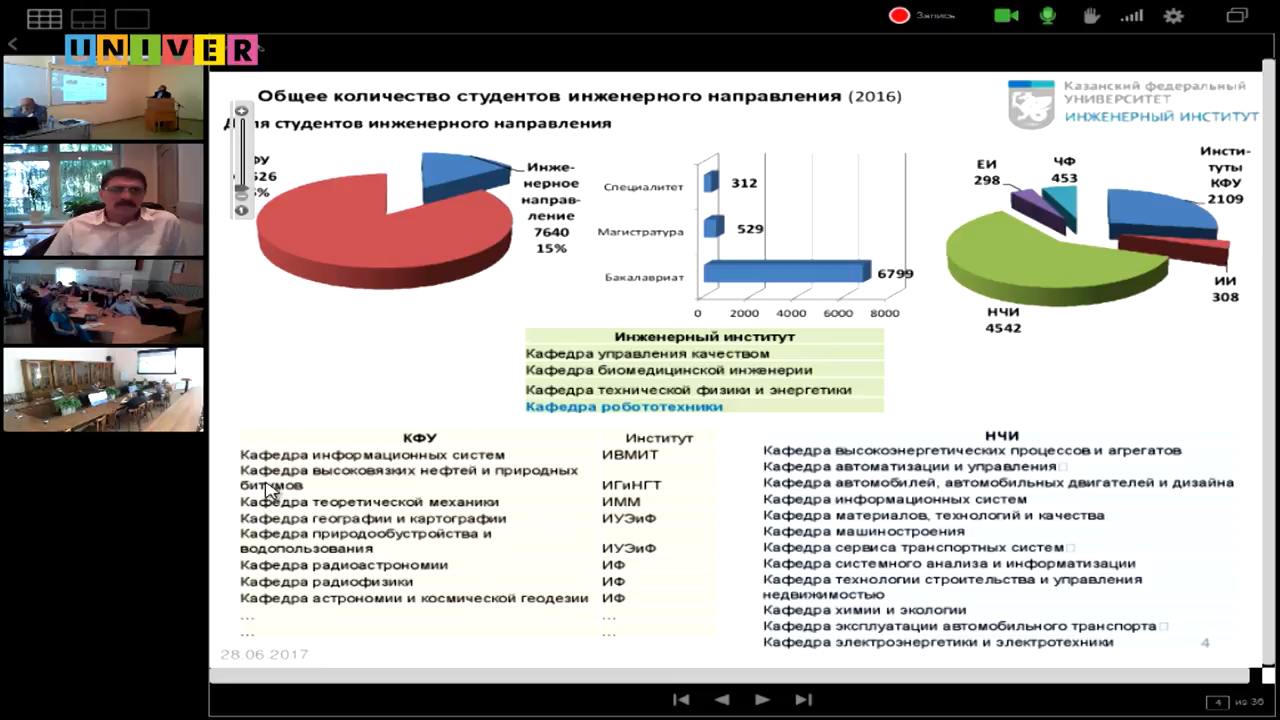 Запись
UNIVER
Общее количество студентов инженерного направления (2016)
студентов инженерного направления
Казанский федеральный
УНИВЕРСИТЕТ
ИНЖЕНЕРНЫЙ ИНСТИТУТ
Инже-
нерное
направ-
ление
7640
15%
Специалитет
312
Магистратура
529
Бакалавриат
6799
0 2000 4000 6000 8000
ЕИ
298
ЧФ
453
Инсти-
туты
КФУ
2109
ИИ
308
НЧИ
4542
Инженерный институт
Кафедра управления качеством
Кафедра биомедицинской инженерии
Кафедра технической физики и энергетики
Кафедра робототехники
КФУ Институт
Кафедра информационных систем ИВМИТ
Кафедра высоковязких нефтей и природных
битумов ИГиНГТ
Кафедра теоретической механики ИММ
Кафедра географии и картографии ИУЭиФ
Кафедра природообустройства и
водопользования ИУЭиФ
Кафедра радиоастрономии ИФ
Кафедра радиофизики ИФ
Кафедра астрономии и космической геодезии ИФ
... ...
... ...
НЧИ
Кафедра высокоэнергетических процессов и агрегатов
Кафедра автоматизации и управления
Кафедра автомобилей, автомобильных двигателей и дизайна
Кафедра информационных систем
Кафедра материалов, технологий и качества
Кафедра машиностроения
Кафедра сервиса транспортных систем
Кафедра системного анализа и информатизации
Кафедра технологии строительства и управления
недвижимостью
Кафедра химии и экологии
Кафедра эксплуатации автомобильного транспорта
Кафедра электроэнергетики и электротехники
28.06.2017
4
4 из 36